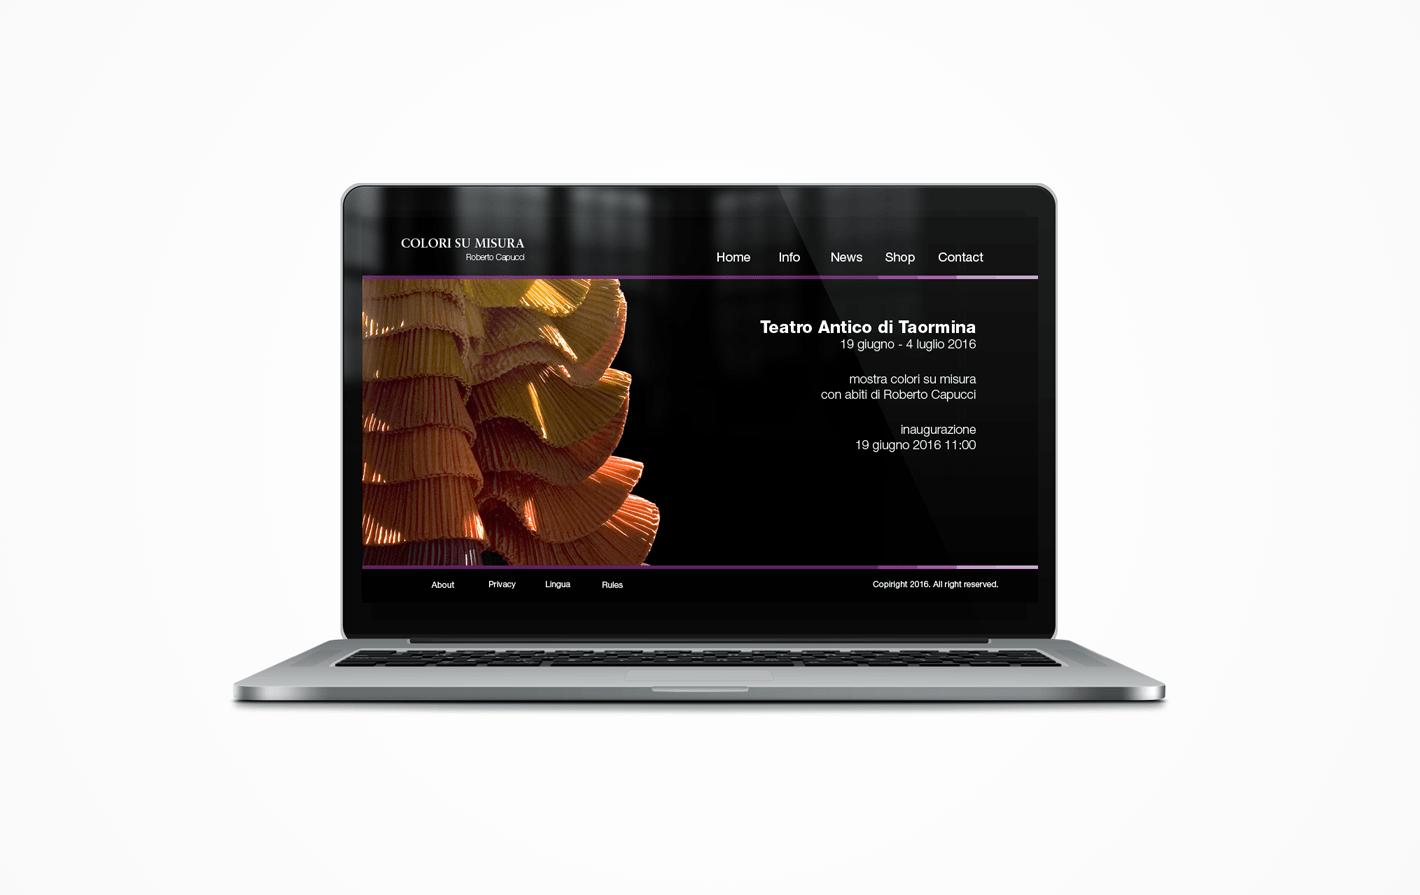 COLORI SU MISURA
Roberto Capucci
Home Info News Shop Contact
Teatro Antico di Taormina
19 giugno - 4 luglio 2016
mostra colori su misura
con abiti di Roberto Capucci
inaugurazione
19 giugno 2016 11:00
About Privacy Lingua Rules
Copiright 2016. All right reserved.